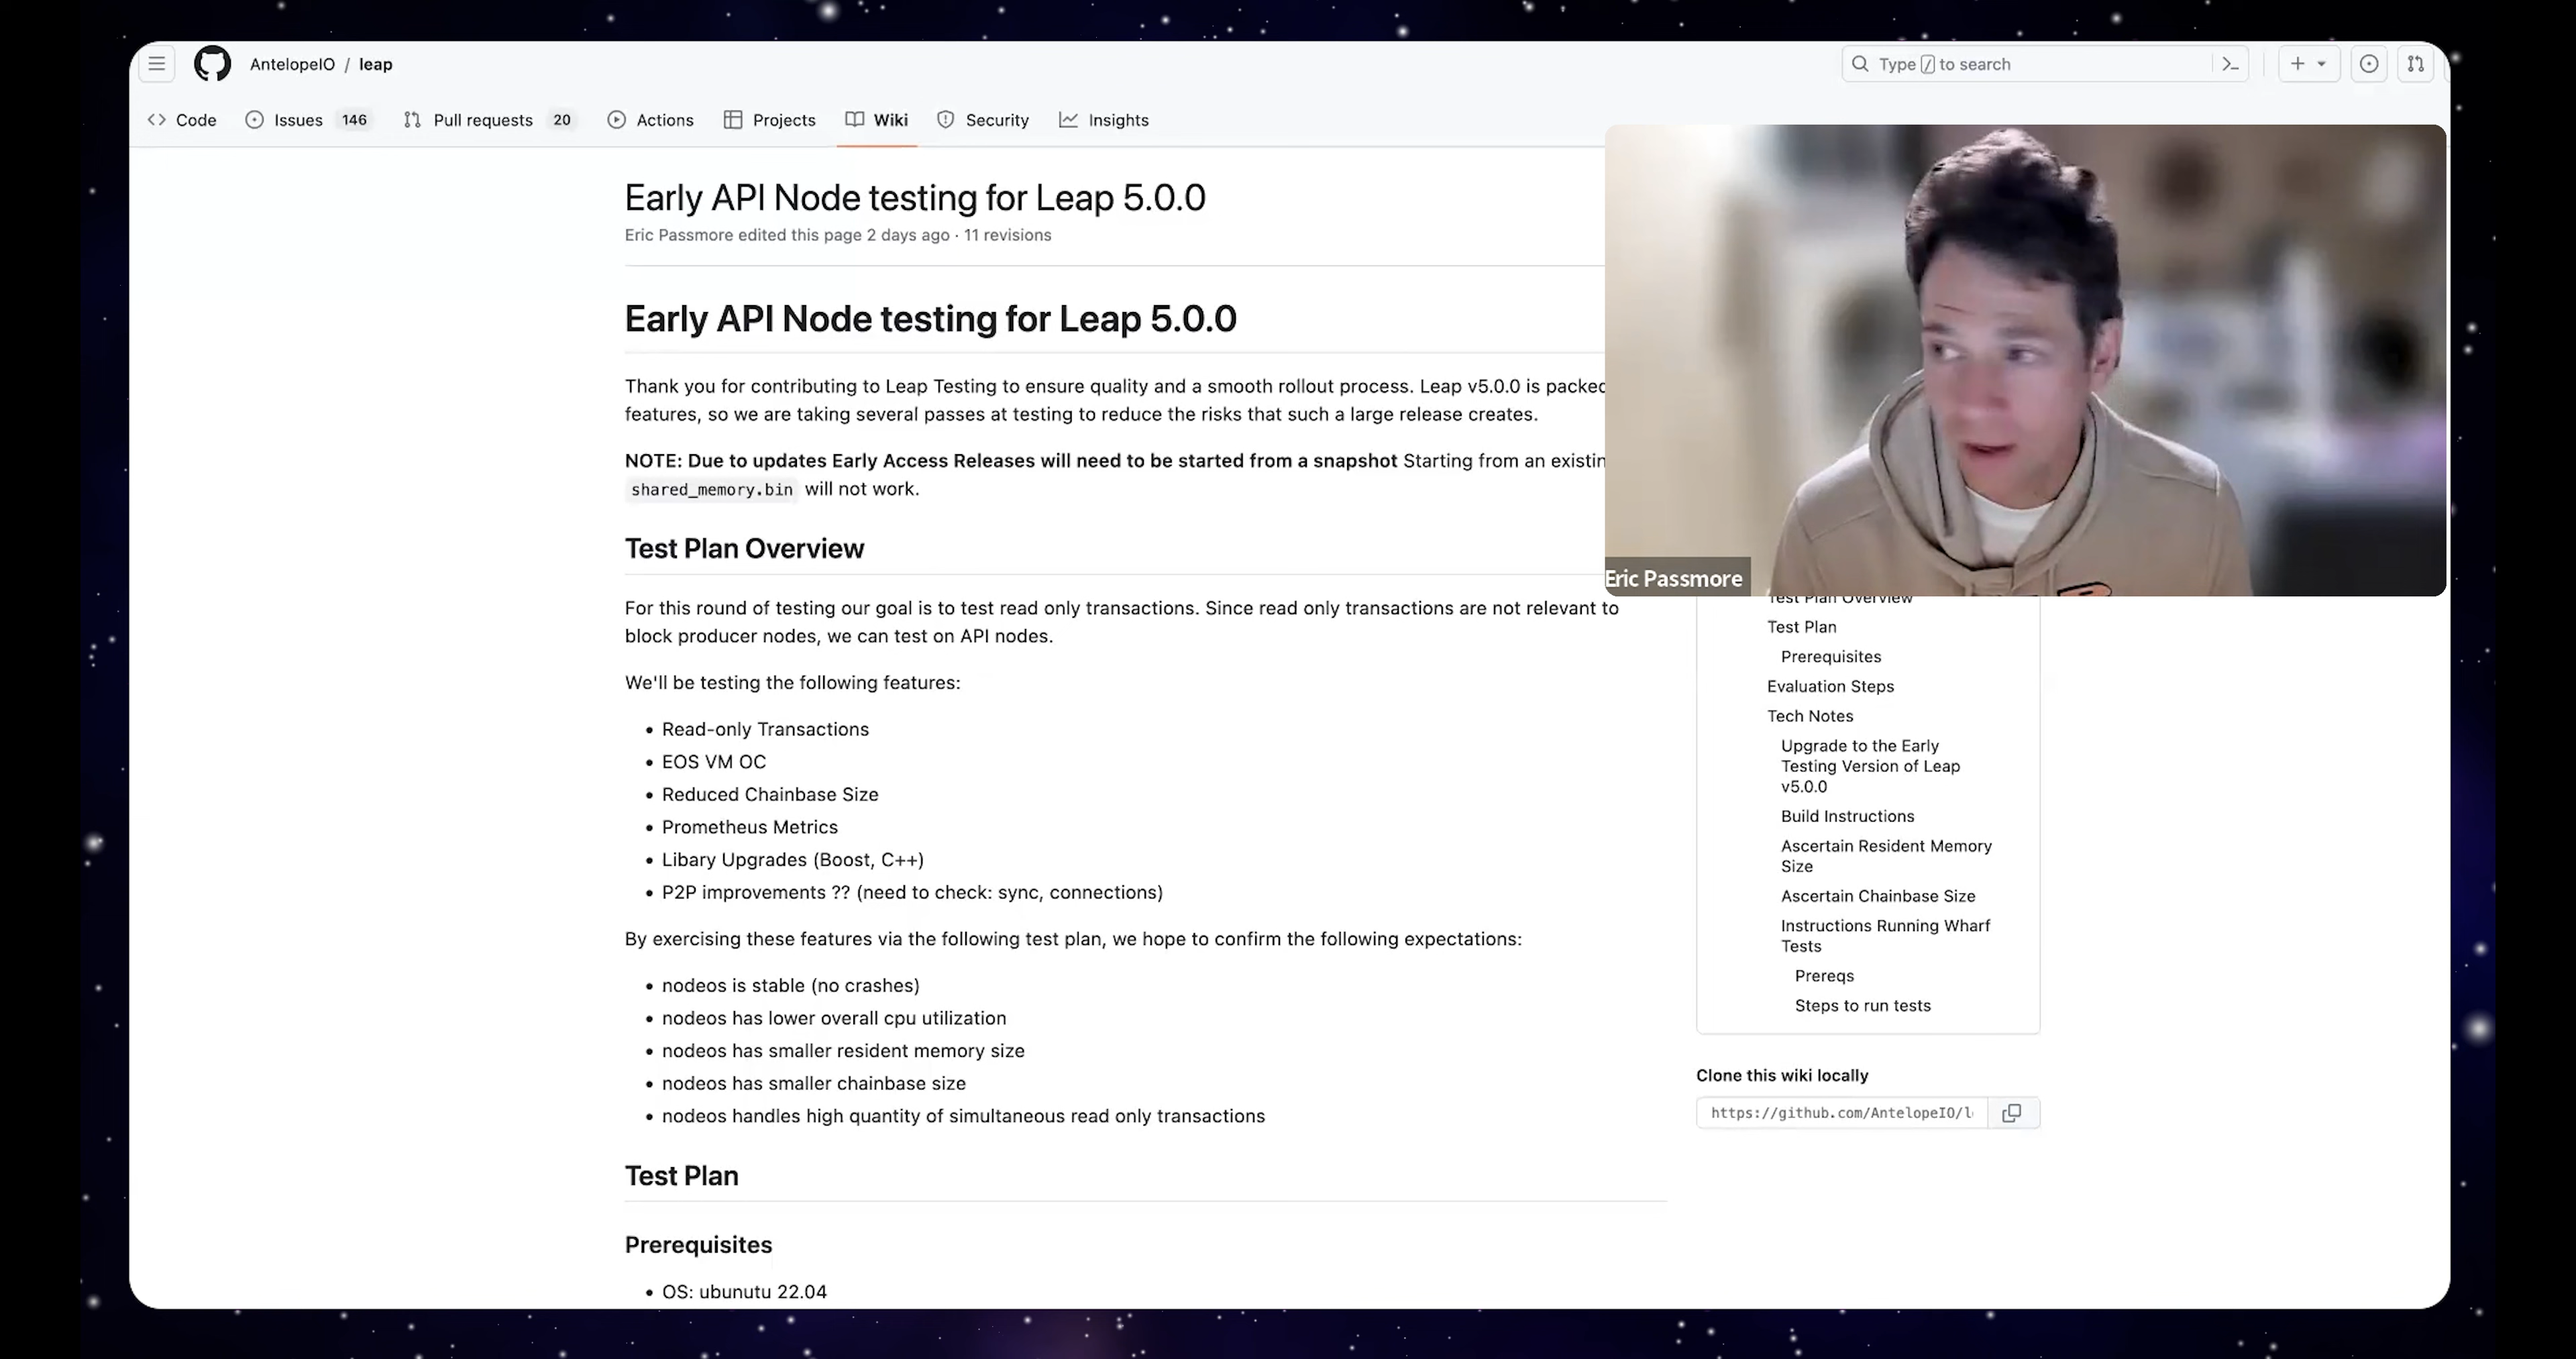 AntelopeIO / leap
Type / to search
Code
Issues 146
Pull requests 20
Actions
Projects
Wiki
Security
Insights
Early API Node testing for Leap 5.0.0
Eric Passmore edited this page 2 days ago · 11 revisions
Early API Node testing for Leap 5.0.0
Thank you for contributing to Leap Testing to ensure quality and a smooth rollout process. Leap v5.0.0 is packed
features, so we are taking several passes at testing to reduce the risks that such a large release creates.
NOTE: Due to updates Early Access Releases will need to be started from a snapshot Starting from an existin
shared_memory.bin will not work.
Test Plan Overview
For this round of testing our goal is to test read only transactions. Since read only transactions are not relevant to
block producer nodes, we can test on API nodes.
We'll be testing the following features:
• Read-only Transactions
• EOS VM OC
• Reduced Chainbase Size
• Prometheus Metrics
• Libary Upgrades (Boost, C++)
• P2P improvements ?? (need to check: sync, connections)
By exercising these features via the following test plan, we hope to confirm the following expectations:
• nodeos is stable (no crashes)
• nodeos has lower overall cpu utilization
• nodeos has smaller resident memory size
• nodeos has smaller chainbase size
• nodeos handles high quantity of simultaneous read only transactions
Test Plan
Prerequisites
• OS: ubunutu 22.04
Eric Passmore
Test Plan Overview
Test Plan
Prerequisites
Evaluation Steps
Tech Notes
Upgrade to the Early
Testing Version of Leap
v5.0.0
Build Instructions
Ascertain Resident Memory
Size
Ascertain Chainbase Size
Instructions Running Wharf
Tests
Prereqs
Steps to run tests
Clone this wiki locally
https://github.com/AntelopeIO/l